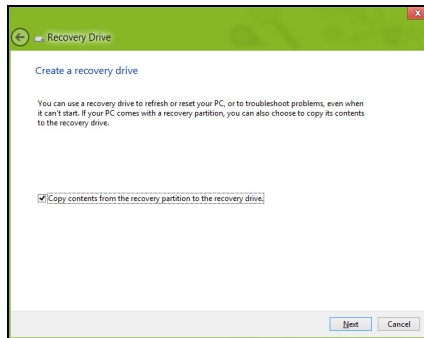 Recovery Drive
Create a recovery drive
You can use a recovery drive to refresh or reset your PC, or to troubleshoot problems, even when
it can't start. If your PC comes with a recovery partition, you can also choose to copy its contents
to the recovery drive.
Copy contents from the recovery partition to the recovery drive.
Next Cancel